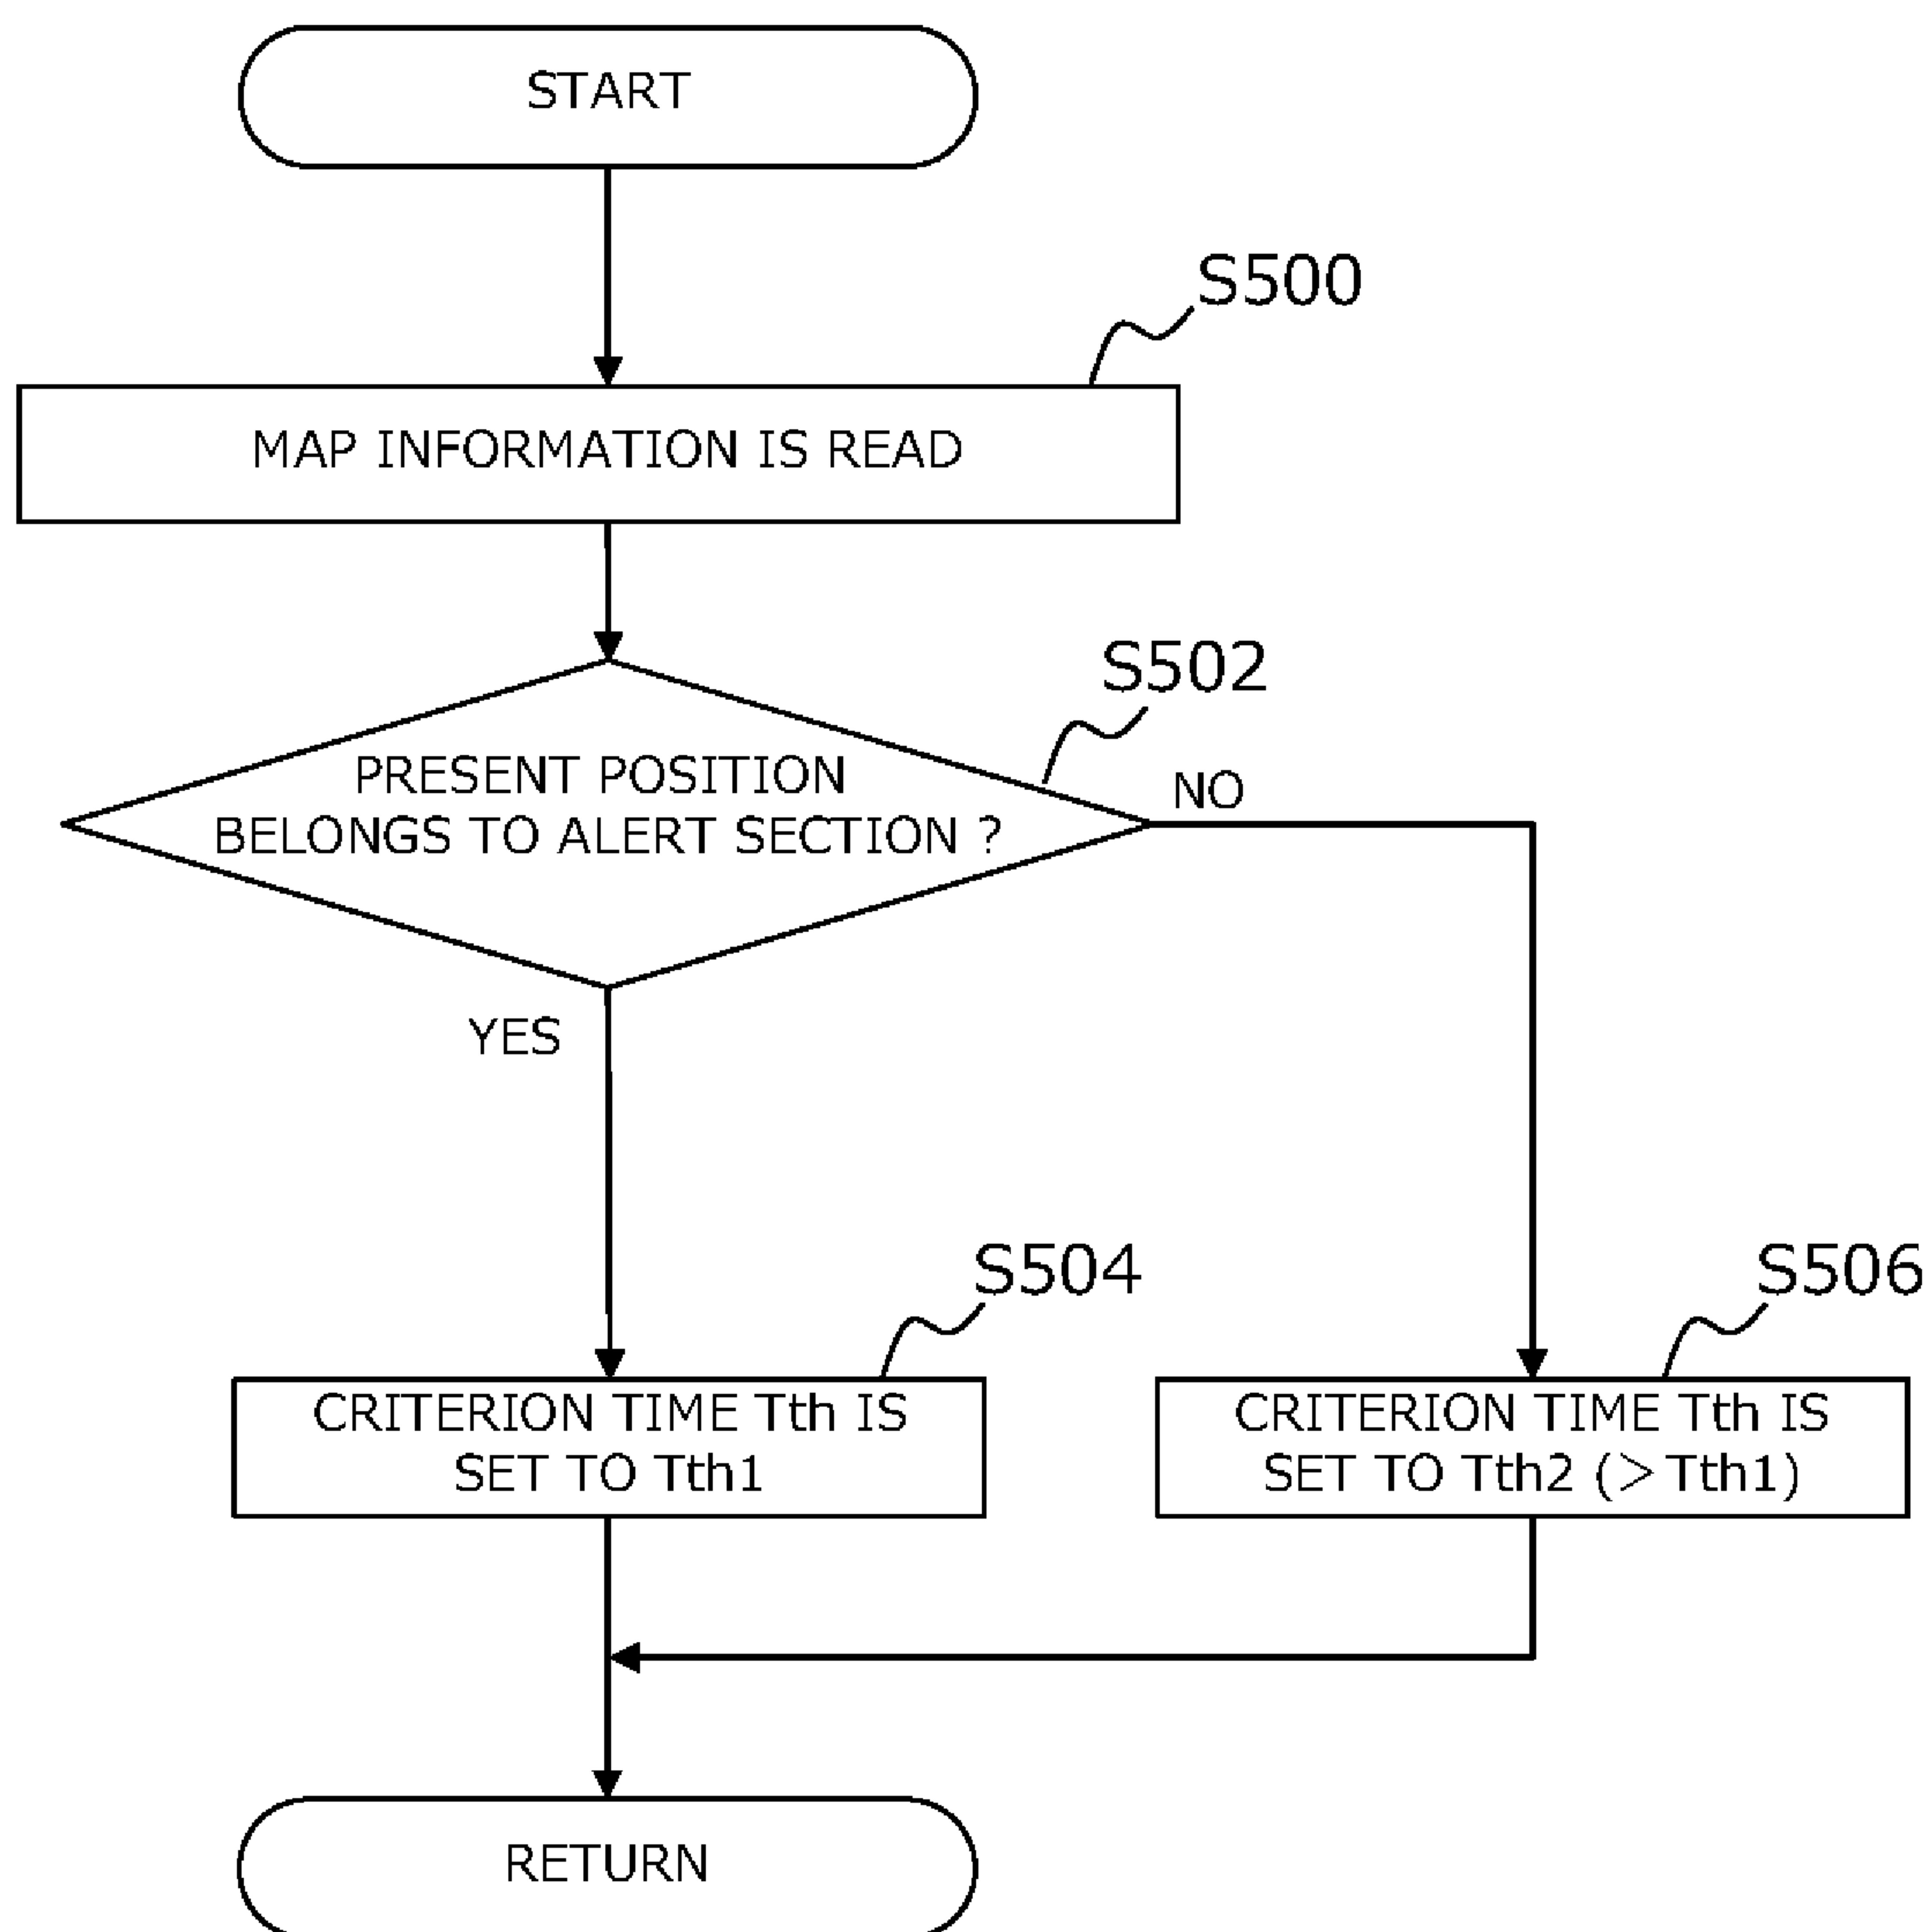 START
S500
MAP INFORMATION IS READ
S502
PRESENT POSITION
BELONGS TO ALERT SECTION ?
NO
YES
S504
CRITERION TIME Tth IS
SET TO Tth1
S506
CRITERION TIME Tth IS
SET TO Tth2 (> Tth1)
RETURN